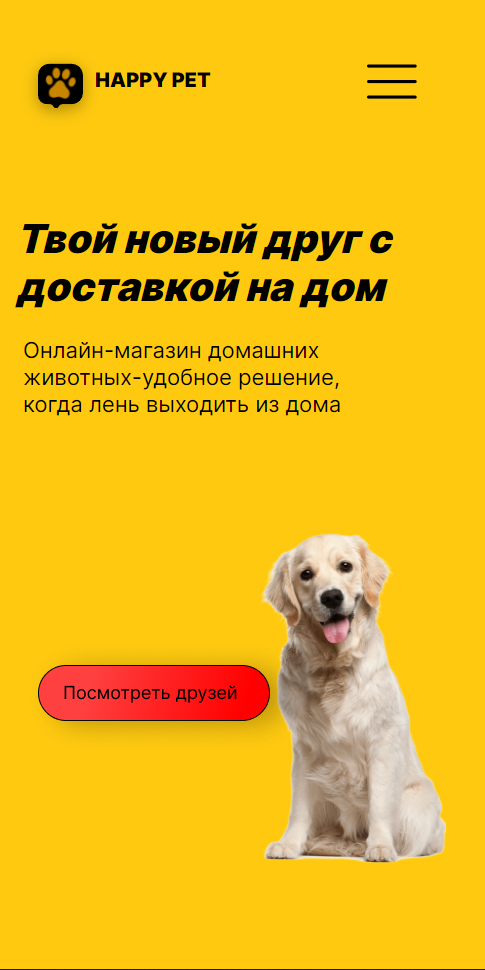 HAPPY PET
Твой новый друг с
доставкой на дом
Онлайн-магазин домашних
животных-удобное решение,
когда лень выходить из дома
Посмотреть друзей